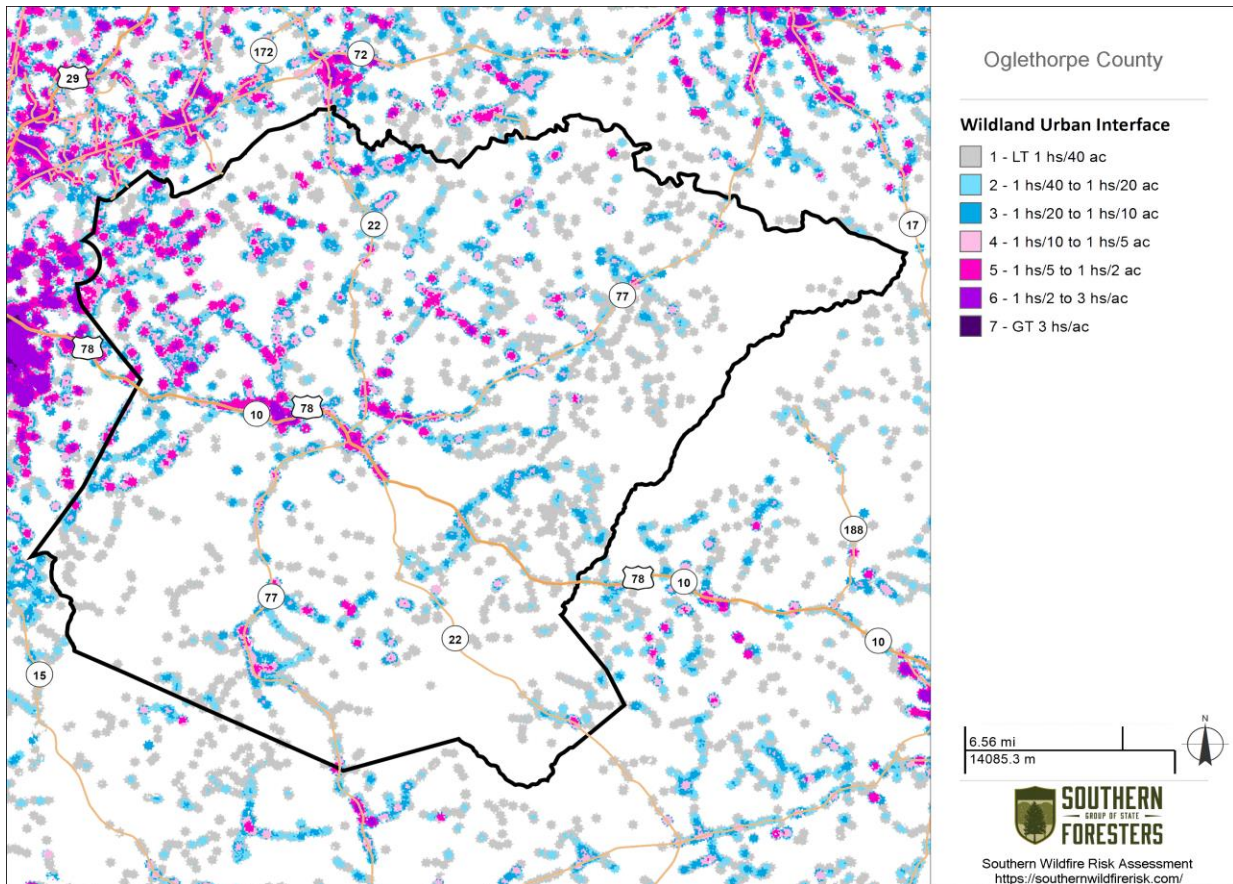 Oglethorpe County
Wildland Urban Interface
1 - LT 1 hs/40 ac
2 - 1 hs/40 to 1 hs/20 ac
3 - 1 hs/20 to 1 hs/10 ac
4 - 1 hs/10 to 1 hs/5 ac
5 - 1 hs/5 to 1 hs/2 ac
6 - 1 hs/2 to 3 hs/ac
7 - GT 3 hs/ac
172
72
29
22
17
77
78
10
78
188
77
78
10
22
10
15
6.56 mi
14085.3 m
N
SOUTHERN
GROUP OF STATE
FORESTERS
Southern Wildfire Risk Assessment
https://southernwildfirerisk.com/